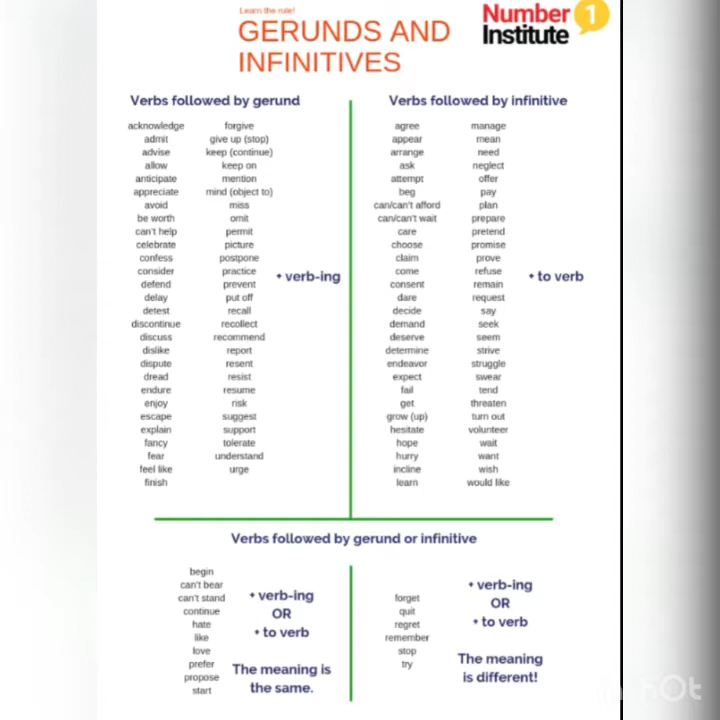 Learn the rule!
GERUNDS AND
INFINITIVES
Number 1
Institute
Verbs followed by gerund
acknowledge
admit
advise
allow
anticipate
appreciate
avoid
be worth
can't help
celebrate
confess
consider
defend
delay
detest
discontinue
discuss
dislike
dispute
dread
endure
enjoy
escape
explain
fancy
fear
feel like
finish
forgive
give up (stop)
keep (continue)
keep on
mention
mind (object to)
miss
omit
permit
picture
postpone
practice
prevent
put off
recall
recollect
recommend
report
resent
resist
resume
risk
suggest
support
tolerate
understand
urge
+ verb-ing
Verbs followed by infinitive
agree
appear
arrange
ask
attempt
beg
can/can't afford
can/can't wait
care
choose
claim
come
consent
dare
decide
demand
deserve
determine
endeavor
expect
fail
get
grow (up)
hesitate
hope
hurry
incline
learn
manage
mean
need
neglect
offer
pay
plan
prepare
pretend
promise
prove
refuse
remain
request
say
seek
seem
strive
struggle
swear
tend
threaten
turn out
volunteer
wait
want
wish
would like
+ to verb
Verbs followed by gerund or infinitive
begin
can't bear
can't stand
continue
hate
like
love
prefer
propose
start
+ verb-ing
OR
+ to verb
The meaning is
the same.
forget
quit
regret
remember
stop
try
+ verb-ing
OR
+ to verb
The meaning
is different!